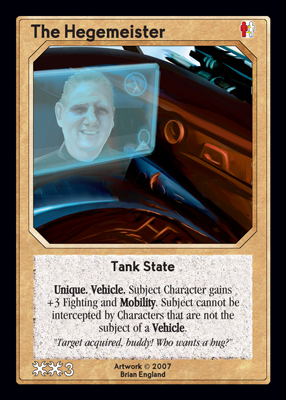 The Hegemeister
Tank State
Unique. Vehicle. Subject Character gains
+3 Fighting and Mobility. Subject cannot be
intercepted by Characters that are not the
subject of a Vehicle.
"Target acquired, buddy! Who wants a hug?"
3
Artwork © 2007
Brian England